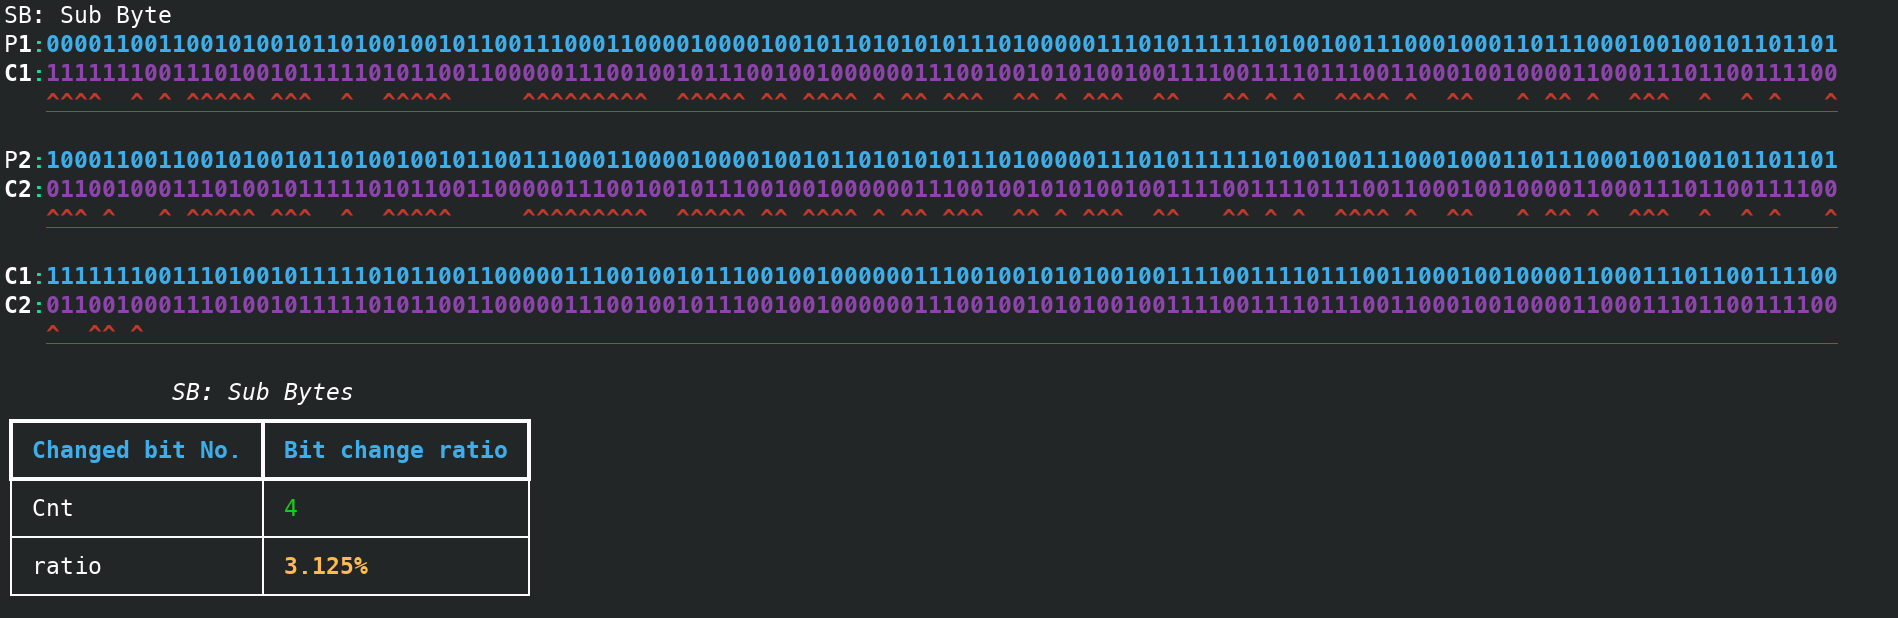 SB: Sub Byte
P1:00001100110010100101101001001011001110001100001000010010110101010111010000011101011111101001001110001000110111000100100101101101
C1:11111110011101001011111010110011000001110010010111001001000000111001001010100100111100111101110011000100100001100011101100111100
^^^^  ^ ^ ^^^^^ ^^^  ^  ^^^^^     ^^^^^^^^^  ^^^^^ ^^ ^^^^ ^ ^^ ^^^  ^^ ^ ^^^  ^^   ^^ ^ ^  ^^^^ ^  ^^   ^ ^^ ^  ^^^  ^  ^ ^   ^
P2:10001100110010100101101001001011001110001100001000010010110101010111010000011101011111101001001110001000110111000100100101101101
C2:01100100011101001011111010110011000001110010010111001001000000111001001010100100111100111101110011000100100001100011101100111100
^^^ ^   ^ ^^^^^ ^^^  ^  ^^^^^     ^^^^^^^^^  ^^^^^ ^^ ^^^^ ^ ^^ ^^^  ^^ ^ ^^^  ^^   ^^ ^ ^  ^^^^ ^  ^^   ^ ^^ ^  ^^^  ^  ^ ^   ^
C1:11111110011101001011111010110011000001110010010111001001000000111001001010100100111100111101110011000100100001100011101100111100
C2:01100100011101001011111010110011000001110010010111001001000000111001001010100100111100111101110011000100100001100011101100111100
^  ^^ ^
SB: Sub Bytes
Changed bit No. Bit change ratio
Cnt 4
ratio 3.125%